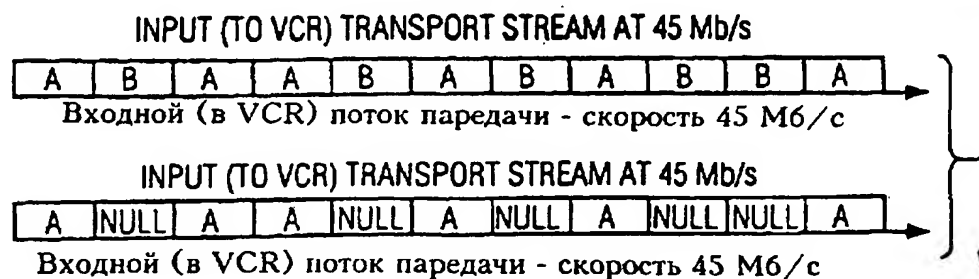 INPUT (TO VCR) TRANSPORT STREAM AT 45 Mb/s
A B A A B A B A B B A
Входной (в VCR) поток паредачи - скорость 45 Мб/с
INPUT (TO VCR) TRANSPORT STREAM AT 45 Mb/s
A NULL A A NULL A NULL A NULL NULL A
Входной (в VCR) поток паредачи - скорость 45 Мб/с